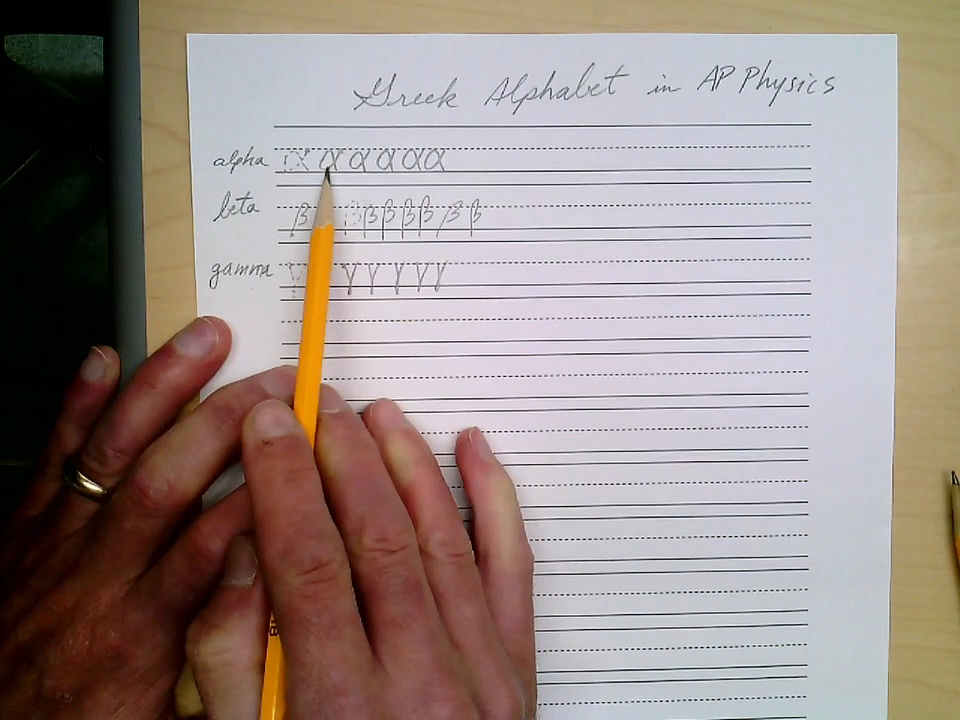 Greek Alphabet in AP Physics
alpha α α α α α α
beta β β β β β β β β
gamma γ γ γ γ γ γ